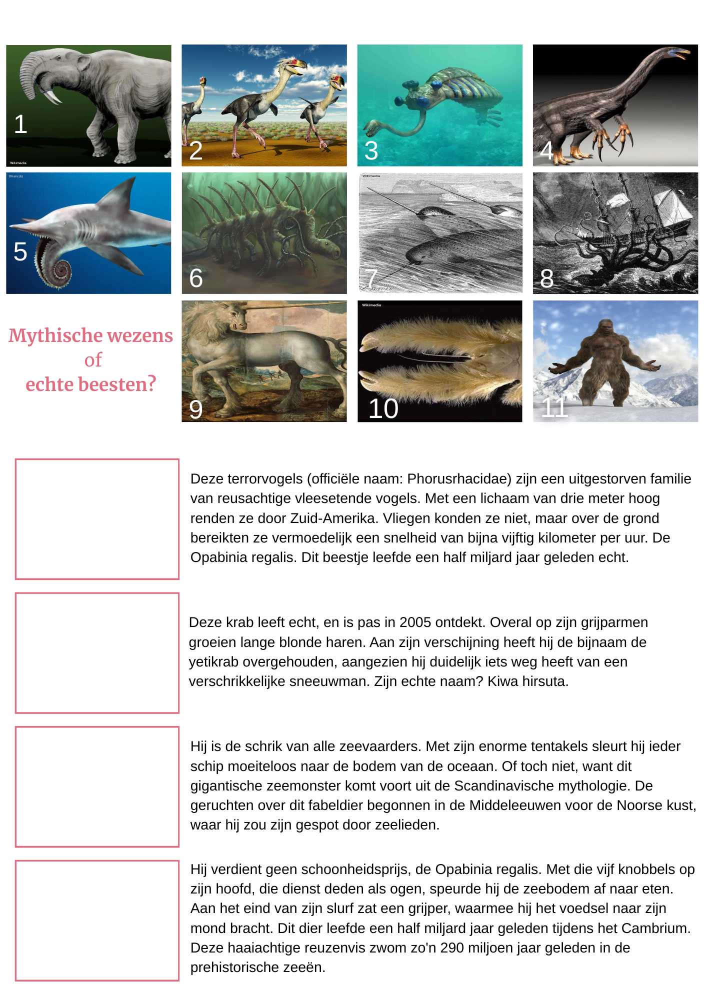 1
Wikimedia
2
3
4
Wikimedia
5
6
Wikimedia
7
8
Mythische wezens
of
echte beesten?
9
Wikimedia
10
11
Deze terrorvogels (officiële naam: Phorusrhacidae) zijn een uitgestorven familie
van reusachtige vleesetende vogels. Met een lichaam van drie meter hoog
renden ze door Zuid-Amerika. Vliegen konden ze niet, maar over de grond
bereikten ze vermoedelijk een snelheid van bijna vijftig kilometer per uur. De
Opabinia regalis. Dit beestje leefde een half miljard jaar geleden echt.
Deze krab leeft echt, en is pas in 2005 ontdekt. Overal op zijn grijparmen
groeien lange blonde haren. Aan zijn verschijning heeft hij de bijnaam de
yetikrab overgehouden, aangezien hij duidelijk iets weg heeft van een
verschrikkelijke sneeuwman. Zijn echte naam? Kiwa hirsuta.
Hij is de schrik van alle zeevaarders. Met zijn enorme tentakels sleurt hij ieder
schip moeiteloos naar de bodem van de oceaan. Of toch niet, want dit
gigantische zeemonster komt voort uit de Scandinavische mythologie. De
geruchten over dit fabeldier begonnen in de Middeleeuwen voor de Noorse kust,
waar hij zou zijn gespot door zeelieden.
Hij verdient geen schoonheidsprijs, de Opabinia regalis. Met die vijf knobbels op
zijn hoofd, die dienst deden als ogen, speurde hij de zeebodem af naar eten.
Aan het eind van zijn slurf zat een grijper, waarmee hij het voedsel naar zijn
mond bracht. Dit dier leefde een half miljard jaar geleden tijdens het Cambrium.
Deze haaiachtige reuzenvis zwom zo'n 290 miljoen jaar geleden in de
prehistorische zeeën.